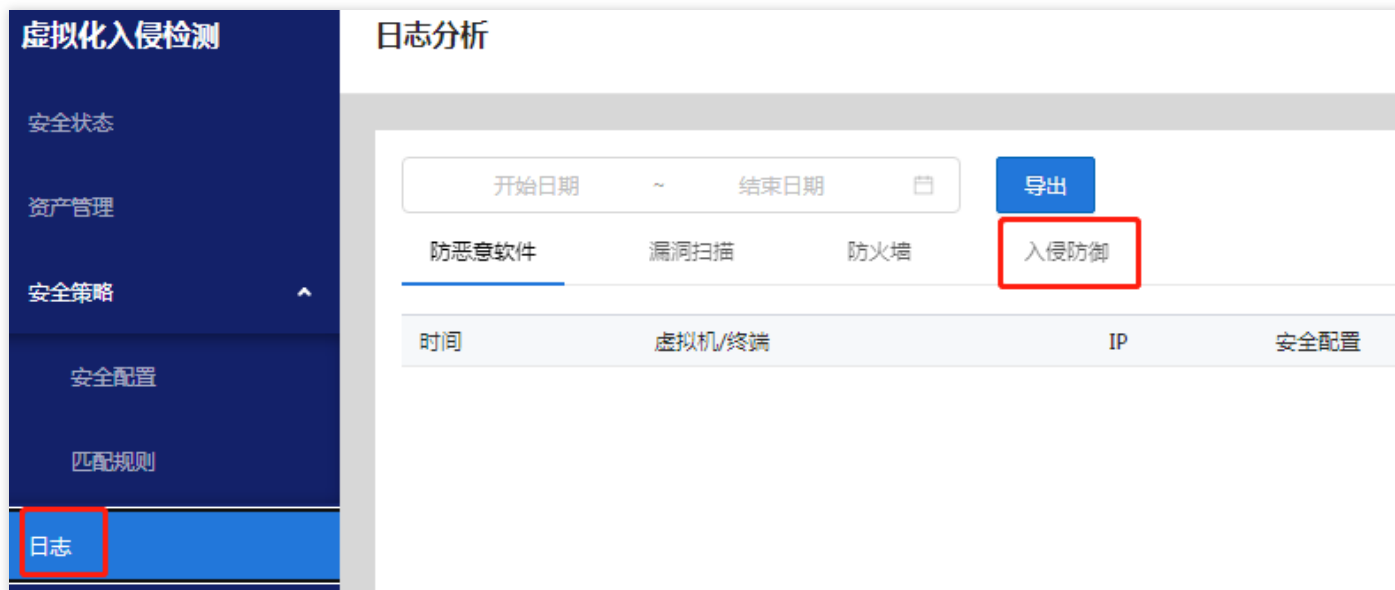 虚拟化入侵检测
安全状态
资产管理
安全策略
安全配置
匹配规则
日志
日志分析
开始日期 ~ 结束日期 导出
防恶意软件 漏洞扫描 防火墙 入侵防御
时间 虚拟机/终端 IP 安全配置